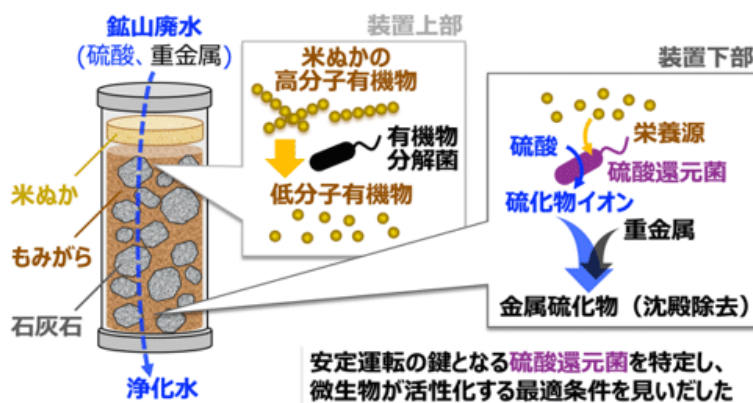 鉱山廃水
(硫酸、重金属)
米ぬか
もみがら
石灰石
浄化水
装置上部
米ぬかの
高分子有機物
有機物
分解菌
低分子有機物
装置下部
栄養源
硫酸
硫酸還元菌
硫化物イオン
重金属
金属硫化物（沈殿除去）
安定運転の鍵となる硫酸還元菌を特定し、
微生物が活性化する最適条件を見いだした